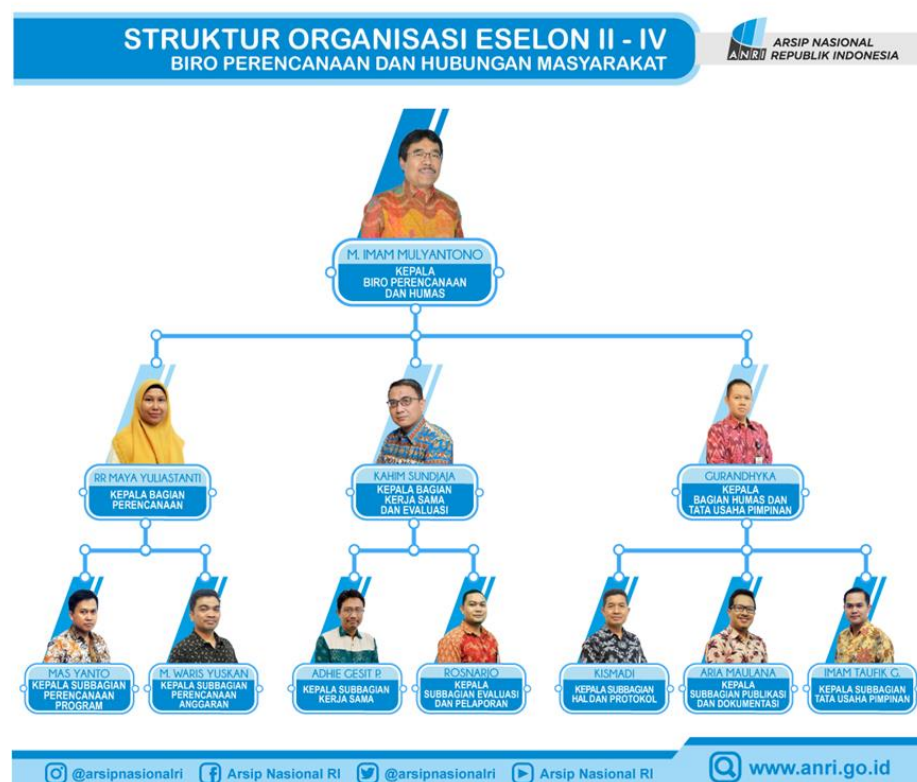 STRUKTUR ORGANISASI ESELON II - IV
BIRO PERENCANAAN DAN HUBUNGAN MASYARAKAT
ANRI
ARSIP NASIONAL
REPUBLIK INDONESIA
M. IMAM MULYANTONO
KEPALA
BIRO PERENCANAAN
DAN HUMAS
RR MAYA YULIASTANTI
KEPALA BAGIAN
PERENCANAAN
KAHIM SUNDJAJA
KEPALA BAGIAN
KERJA SAMA
DAN EVALUASI
GURANDHYKA
KEPALA
BAGIAN HUMAS DAN
TATA USAHA PIMPINAN
MAS YANTO
KEPALA SUBBAGIAN
PERENCANAAN
PROGRAM
M. WARIS YUSKAN
KEPALA SUBBAGIAN
PERENCANAAN
ANGGARAN
ADHIE GESIT P.
KEPALA SUBBAGIAN
KERJA SAMA
ROSNARJO
KEPALA
SUBBAGIAN EVALUASI
DAN PELAPORAN
KISMADI
KEPALA SUBBAGIAN
HAL DAN PROTOKOL
ARIA MAULANA
KEPALA
SUBBAGIAN PUBLIKASI
DAN DOKUMENTASI
IMAM TAUFIK G.
KEPALA SUBBAGIAN
TATA USAHA PIMPINAN
@arsipnasionalri
Arsip Nasional RI
@arsipnasionalri
Arsip Nasional RI
www.anri.go.id